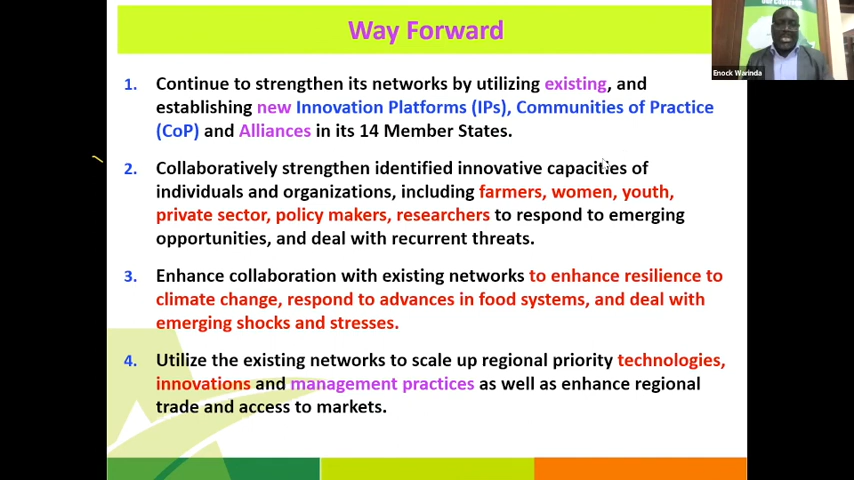 Way Forward
1. Continue to strengthen its networks by utilizing existing, and
establishing new Innovation Platforms (IPs), Communities of Practice
(CoP) and Alliances in its 14 Member States.
2. Collaboratively strengthen identified innovative capacities of
individuals and organizations, including farmers, women, youth,
private sector, policy makers, researchers to respond to emerging
opportunities, and deal with recurrent threats.
3. Enhance collaboration with existing networks to enhance resilience to
climate change, respond to advances in food systems, and deal with
emerging shocks and stresses.
4. Utilize the existing networks to scale up regional priority technologies,
innovations and management practices as well as enhance regional
trade and access to markets.
Enock Warinda